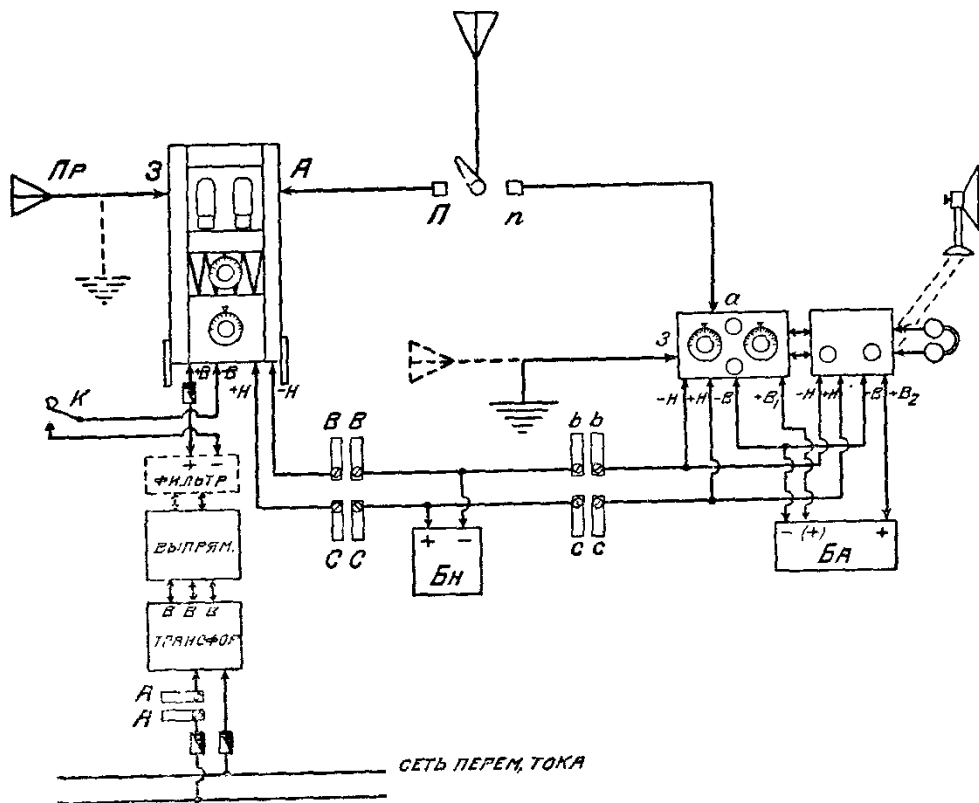 Пр
З
А
П
п
а
З
+В
-В
+Н
-Н
К
-Н
+Н
-В
+В₁
-Н
+Н
-В
+В₂
В В
b b
+ -
ФИЛЬТР
ВЫПРЯМ.
С С
с с
+ -
БН
- (+) +
БА
В В В
ТРАНСФОР
А
А
СЕТЬ ПЕРЕМ. ТОКА